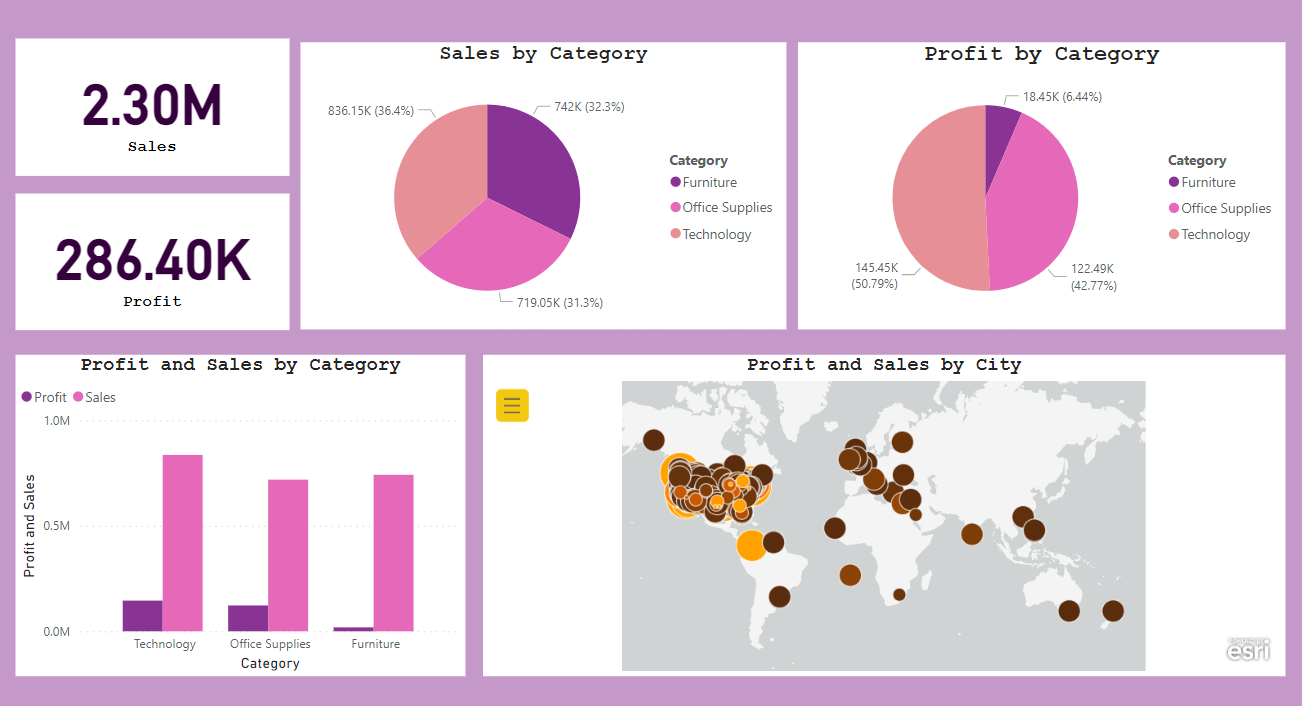 2.30M
Sales
286.40K
Profit
Sales by Category
836.15K (36.4%)
742K (32.3%)
719.05K (31.3%)
Category
Furniture
Office Supplies
Technology
Profit by Category
18.45K (6.44%)
145.45K
(50.79%)
122.49K
(42.77%)
Category
Furniture
Office Supplies
Technology
Profit and Sales by Category
Profit Sales
1.0M
0.5M
0.0M
Profit and Sales
Technology Office Supplies Furniture
Category
Profit and Sales by City
esri